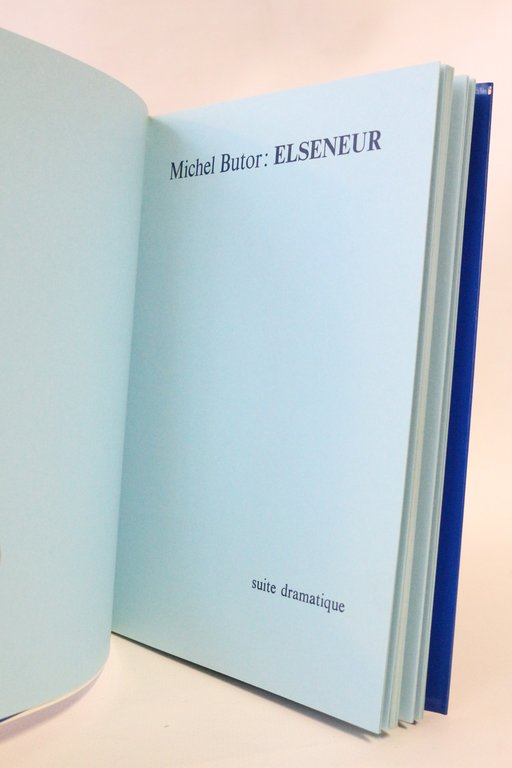 Michel Butor: ELSENEUR
suite dramatique